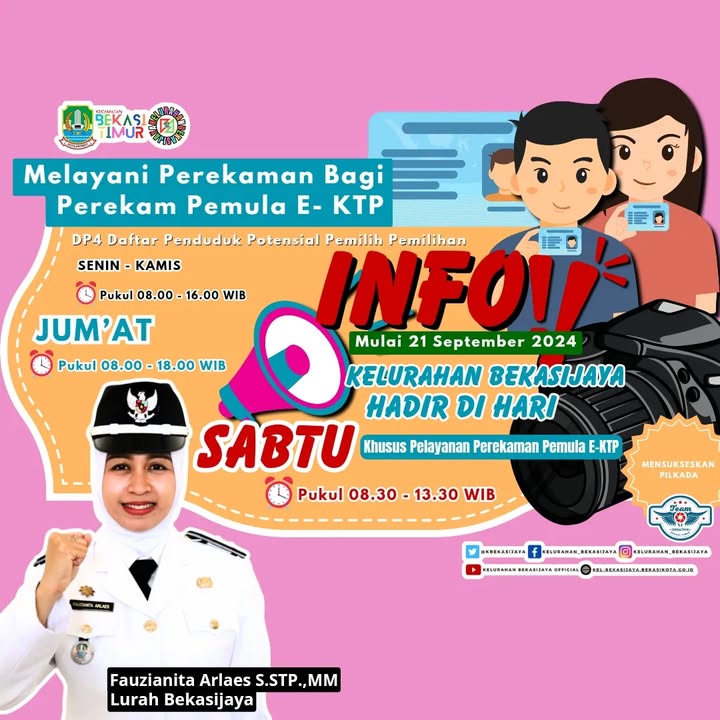 KECAMATAN
BEKASI
TIMUR
Melayani Perekaman Bagi
Perekam Pemula E- KTP
DP4 Daftar Penduduk Potensial Pemilih Pemilihan
SENIN - KAMIS
Pukul 08.00 - 16.00 WIB
JUM'AT
Pukul 08.00 - 18.00 WIB
INFO!!
Mulai 21 September 2024
KELURAHAN BEKASIJAYA
HADIR DI HARI
SABTU
Khusus Pelayanan Perekaman Pemula E-KTP
Pukul 08.30 - 13.30 WIB
MENSUKSESKAN
PILKADA
Team
@KBEKASIJAYA KELURAHAN_BEKASIJAYA KELURAHAN_BEKASIJAYA
KELURAHAN BEKASIJAYA OFFICIAL KEL-BEKASIJAYA.BEKASIKOTA.GO.ID
FAUZIANITA ARLAES
Fauzianita Arlaes S.STP.,MM
Lurah Bekasijaya